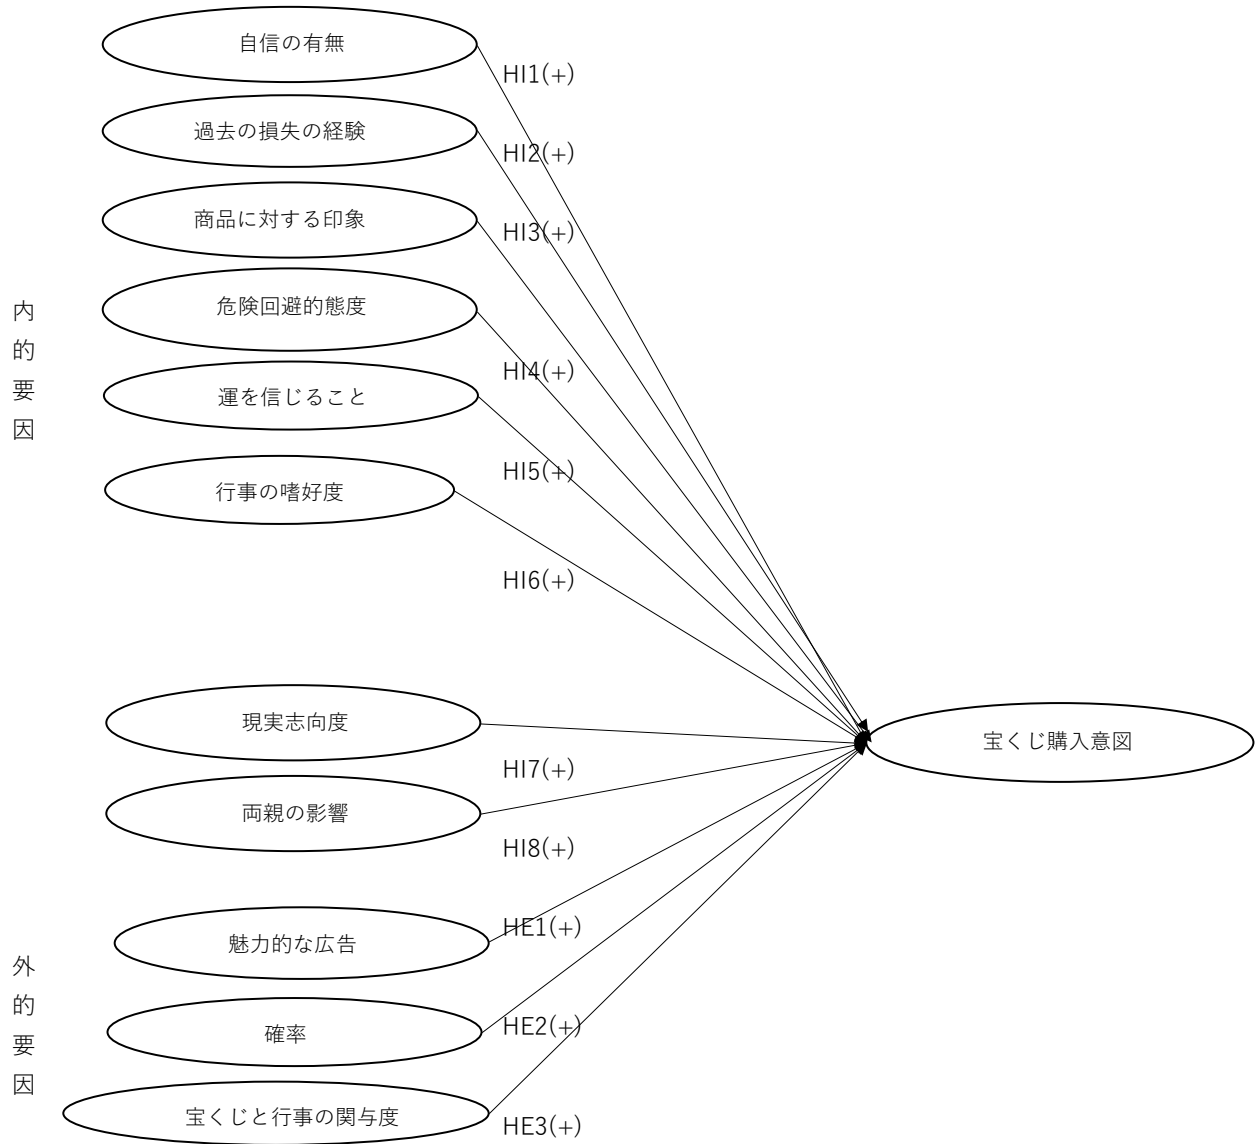 自信の有無
HI1(+)
過去の損失の経験
HI2(+)
商品に対する印象
HI3(+)
内的要因
危険回避的態度
HI4(+)
運を信じること
HI5(+)
行事の嗜好度
HI6(+)
現実志向度
宝くじ購入意図
HI7(+)
両親の影響
HI8(+)
魅力的な広告
HE1(+)
外的要因
確率
HE2(+)
宝くじと行事の関与度
HE3(+)